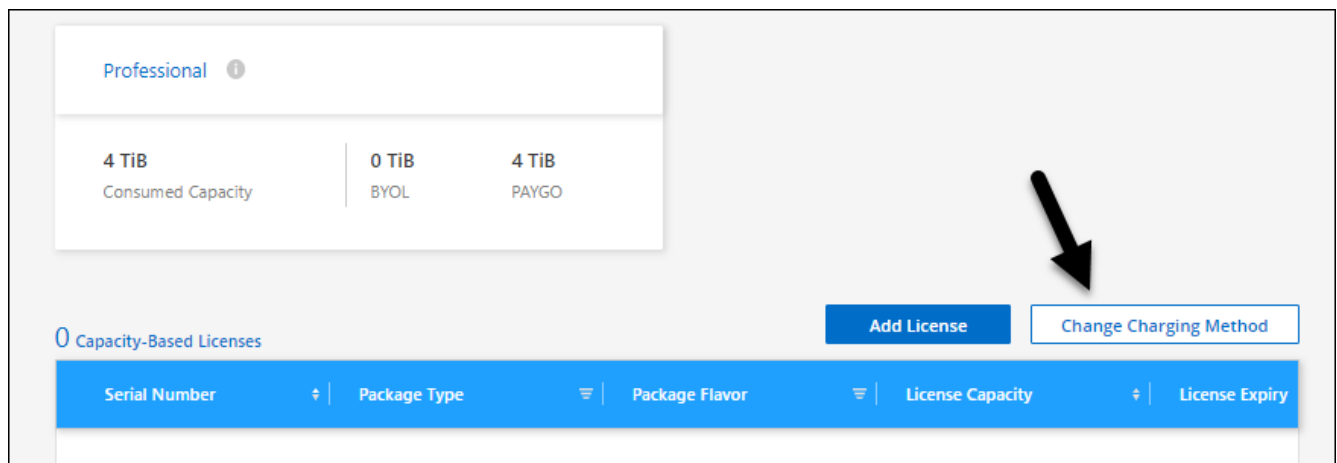 Professional
4 TiB 0 TiB 4 TiB
Consumed Capacity BYOL PAYGO
Add License Change Charging Method
0 Capacity-Based Licenses
Serial Number Package Type Package Flavor License Capacity License Expiry